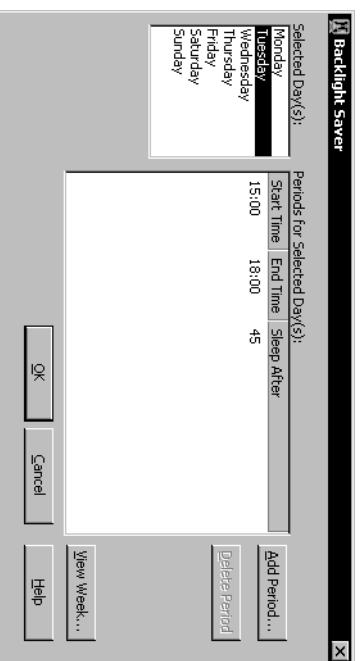 Backlight Saver
Selected Day(s):
Monday
Tuesday
Wednesday
Thursday
Friday
Saturday
Sunday
Periods for Selected Day(s):
Start Time End Time Sleep After
15:00 18:00 45
Add Period...
Delete Period
View Week...
OK Cancel Help